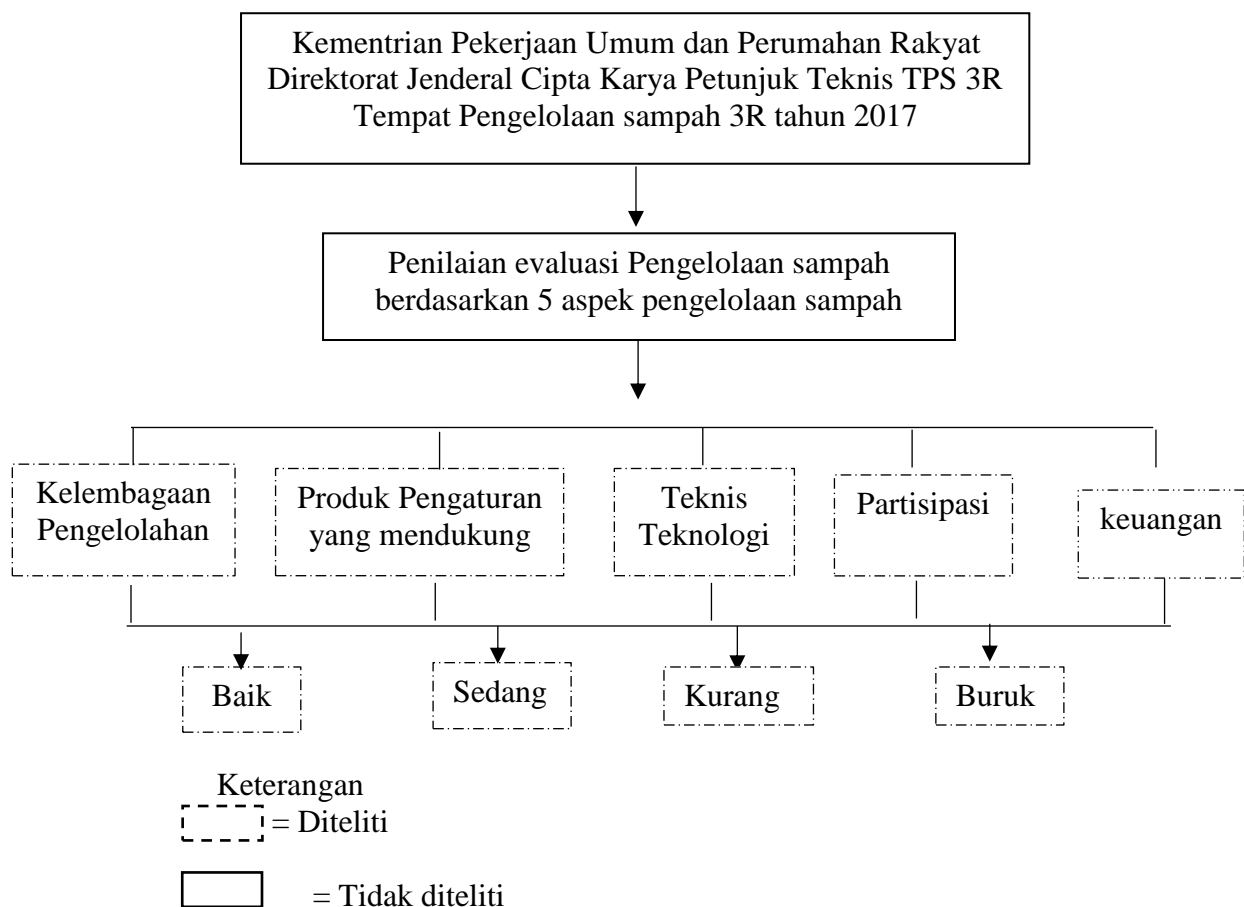 Kementrian Pekerjaan Umum dan Perumahan Rakyat
Direktorat Jenderal Cipta Karya Petunjuk Teknis TPS 3R
Tempat Pengelolaan sampah 3R tahun 2017
Penilaian evaluasi Pengelolaan sampah
berdasarkan 5 aspek pengelolaan sampah
Kelembagaan
Pengelolahan
Produk Pengaturan
yang mendukung
Teknis
Teknologi
Partisipasi
keuangan
Baik
Sedang
Kurang
Buruk
Keterangan
= Diteliti
= Tidak diteliti